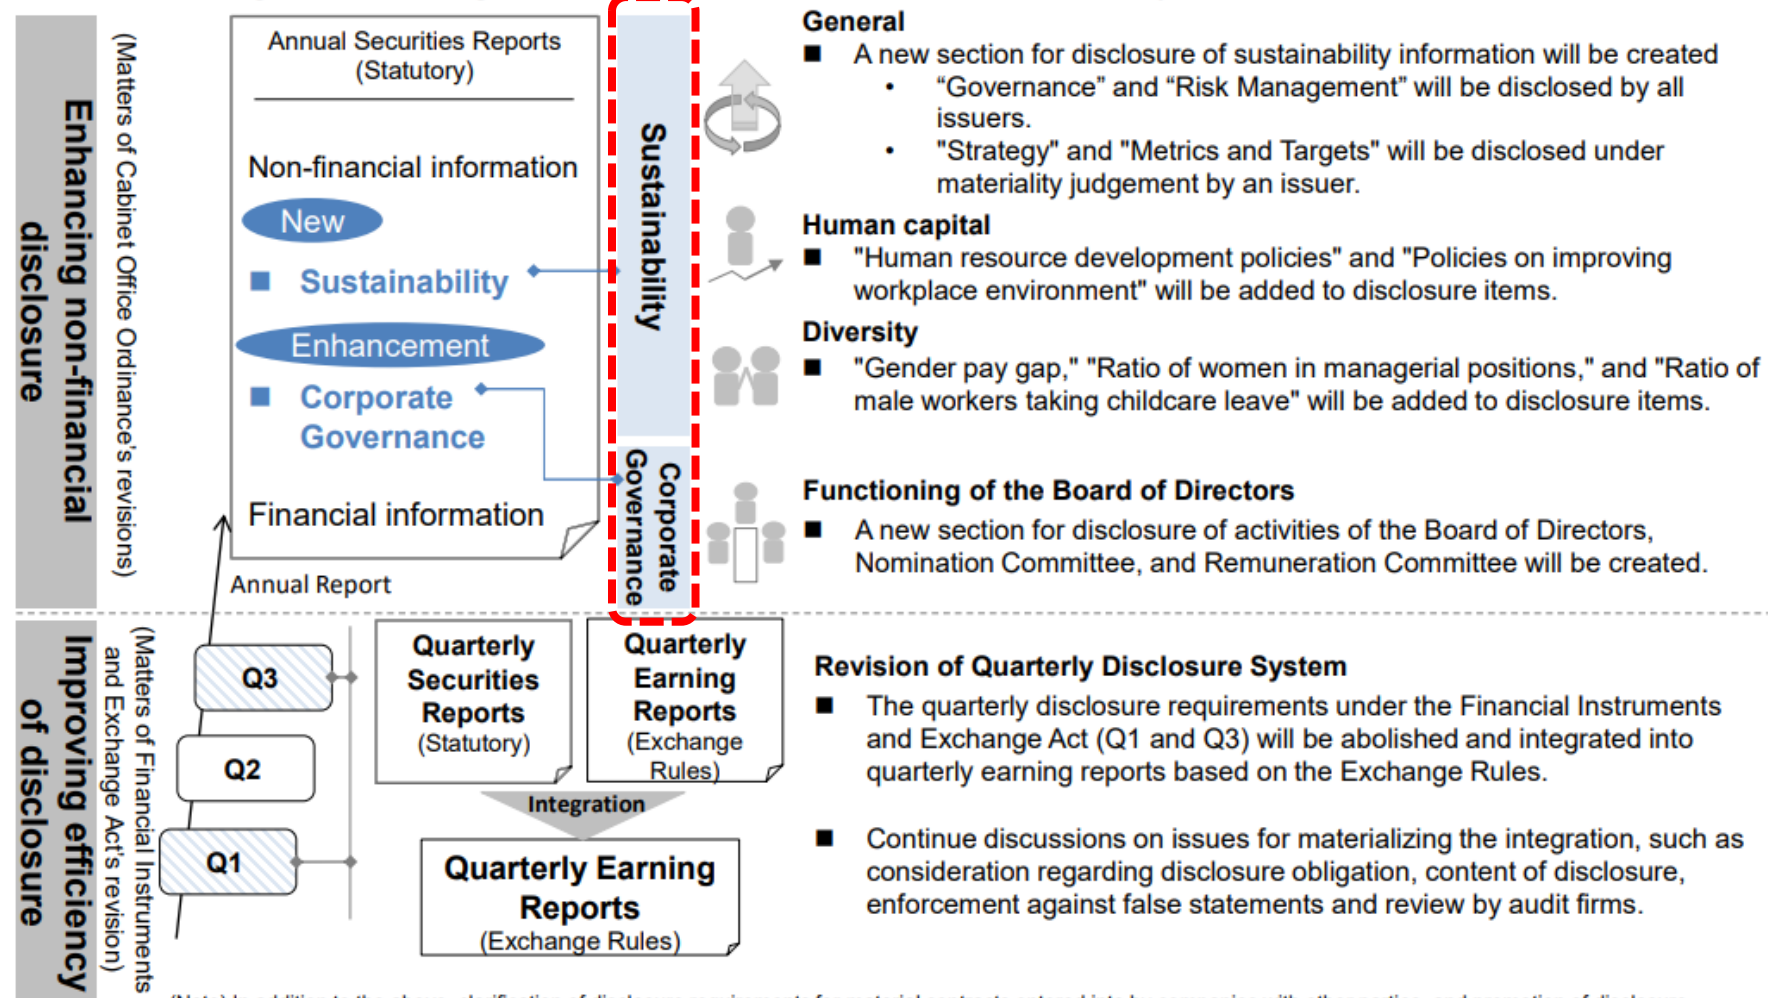 Enhancing non-financial
disclosure
(Matters of Cabinet Office Ordinance's revisions)
Annual Securities Reports
(Statutory)
Non-financial information
New
■ Sustainability
Enhancement
■ Corporate
Governance
Financial information
Annual Report
Sustainability
Corporate
Governance
General
■ A new section for disclosure of sustainability information will be created
• “Governance” and “Risk Management” will be disclosed by all
issuers.
• "Strategy" and "Metrics and Targets" will be disclosed under
materiality judgement by an issuer.
Human capital
■ "Human resource development policies" and "Policies on improving
workplace environment" will be added to disclosure items.
Diversity
■ "Gender pay gap," "Ratio of women in managerial positions," and "Ratio of
male workers taking childcare leave" will be added to disclosure items.
Functioning of the Board of Directors
■ A new section for disclosure of activities of the Board of Directors,
Nomination Committee, and Remuneration Committee will be created.
Improving efficiency
of disclosure
(Matters of Financial Instruments
and Exchange Act's revision)
Q3
Q2
Q1
Quarterly
Securities
Reports
(Statutory)
Quarterly
Earning
Reports
(Exchange
Rules)
Integration
Quarterly Earning
Reports
(Exchange Rules)
Revision of Quarterly Disclosure System
■ The quarterly disclosure requirements under the Financial Instruments
and Exchange Act (Q1 and Q3) will be abolished and integrated into
quarterly earning reports based on the Exchange Rules.
■ Continue discussions on issues for materializing the integration, such as
consideration regarding disclosure obligation, content of disclosure,
enforcement against false statements and review by audit firms.